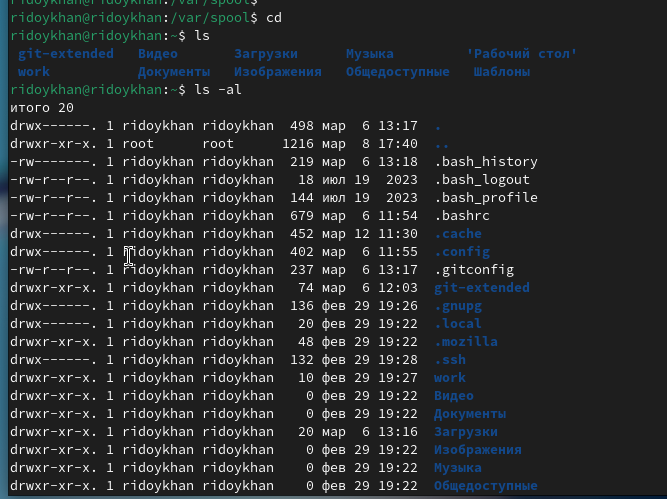 ridoykhan@ridoykhan:/var/spool$
ridoykhan@ridoykhan:/var/spool$ cd
ridoykhan@ridoykhan:~$ ls
git-extended Видео Загрузки Музыка 'Рабочий стол'
work Документы Изображения Общедоступные Шаблоны
ridoykhan@ridoykhan:~$ ls -al
итого 20
drwx------. 1 ridoykhan ridoykhan 498 мар 6 13:17 .
drwxr-xr-x. 1 root root 1216 мар 8 17:40 ..
-rw-------. 1 ridoykhan ridoykhan 219 мар 6 13:18 .bash_history
-rw-r--r--. 1 ridoykhan ridoykhan 18 июл 19 2023 .bash_logout
-rw-r--r--. 1 ridoykhan ridoykhan 144 июл 19 2023 .bash_profile
-rw-r--r--. 1 ridoykhan ridoykhan 679 мар 6 11:54 .bashrc
drwx------. 1 ridoykhan ridoykhan 452 мар 12 11:30 .cache
drwx------. 1 ridoykhan ridoykhan 402 мар 6 11:55 .config
-rw-r--r--. 1 ridoykhan ridoykhan 237 мар 6 13:17 .gitconfig
drwxr-xr-x. 1 ridoykhan ridoykhan 74 мар 6 12:03 git-extended
drwx------. 1 ridoykhan ridoykhan 136 фев 29 19:26 .gnupg
drwx------. 1 ridoykhan ridoykhan 20 фев 29 19:22 .local
drwxr-xr-x. 1 ridoykhan ridoykhan 48 фев 29 19:22 .mozilla
drwx------. 1 ridoykhan ridoykhan 132 фев 29 19:28 .ssh
drwxr-xr-x. 1 ridoykhan ridoykhan 10 фев 29 19:27 work
drwxr-xr-x. 1 ridoykhan ridoykhan 0 фев 29 19:22 Видео
drwxr-xr-x. 1 ridoykhan ridoykhan 0 фев 29 19:22 Документы
drwxr-xr-x. 1 ridoykhan ridoykhan 20 мар 6 13:16 Загрузки
drwxr-xr-x. 1 ridoykhan ridoykhan 0 фев 29 19:22 Изображения
drwxr-xr-x. 1 ridoykhan ridoykhan 0 фев 29 19:22 Музыка
drwxr-xr-x. 1 ridoykhan ridoykhan 0 фев 29 19:22 Общедоступные